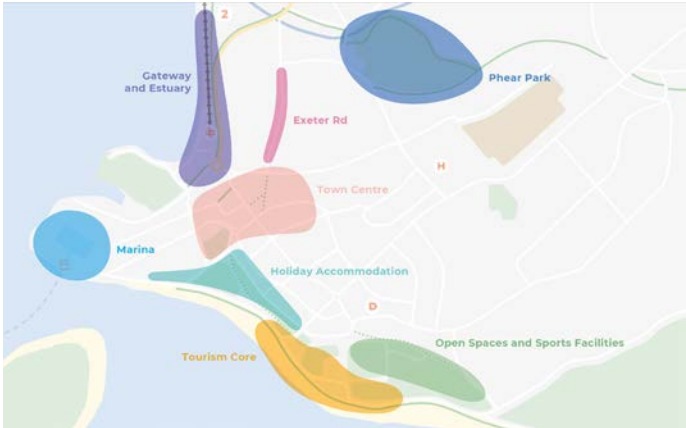 2
Gateway
and Estuary
Phear Park
Exeter Rd
H
Town Centre
Marina
Holiday Accommodation
D
Open Spaces and Sports Facilities
Tourism Core